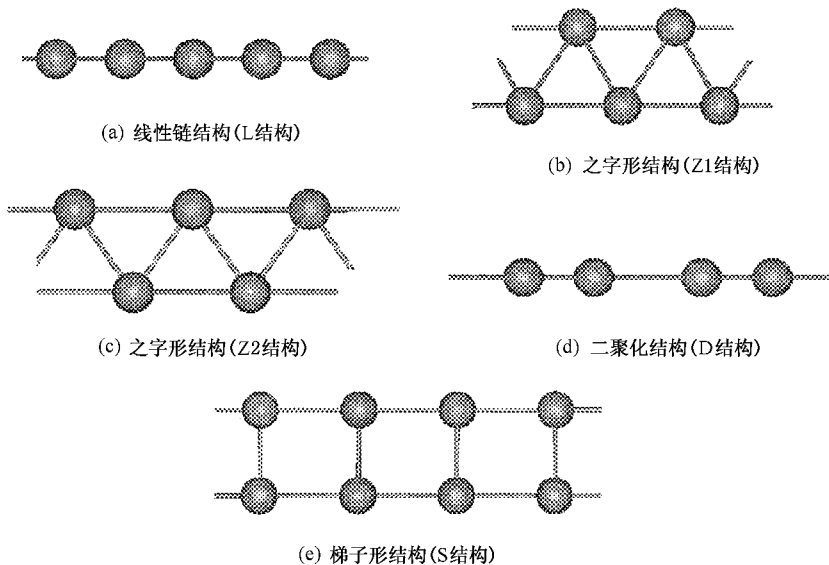 (a) 线性链结构(L结构)
(b) 之字形结构(Z1结构)
(c) 之字形结构(Z2结构)
(d) 二聚化结构(D结构)
(e) 梯子形结构(S结构)